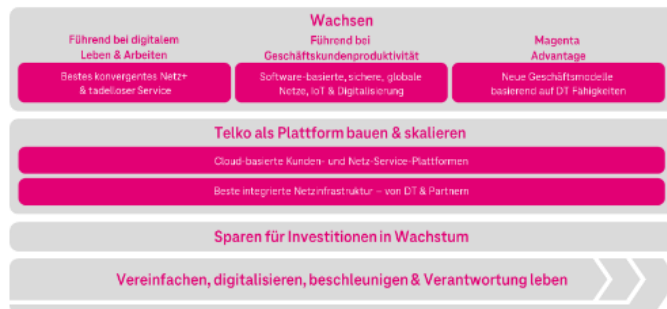 Wachsen
Führend bei digitalem
Leben & Arbeiten
Bestes konvergentes Netz+
& tadelloser Service
Führend bei
Geschäftskundenproduktivität
Software-basierte, sichere, globale
Netze, IoT & Digitalisierung
Magenta
Advantage
Neue Geschäftsmodelle
basierend auf DT Fähigkeiten
Telko als Plattform bauen & skalieren
Cloud-basierte Kunden- und Netz-Service-Plattformen
Beste integrierte Netzinfrastruktur – von DT & Partnern
Sparen für Investitionen in Wachstum
Vereinfachen, digitalisieren, beschleunigen & Verantwortung leben